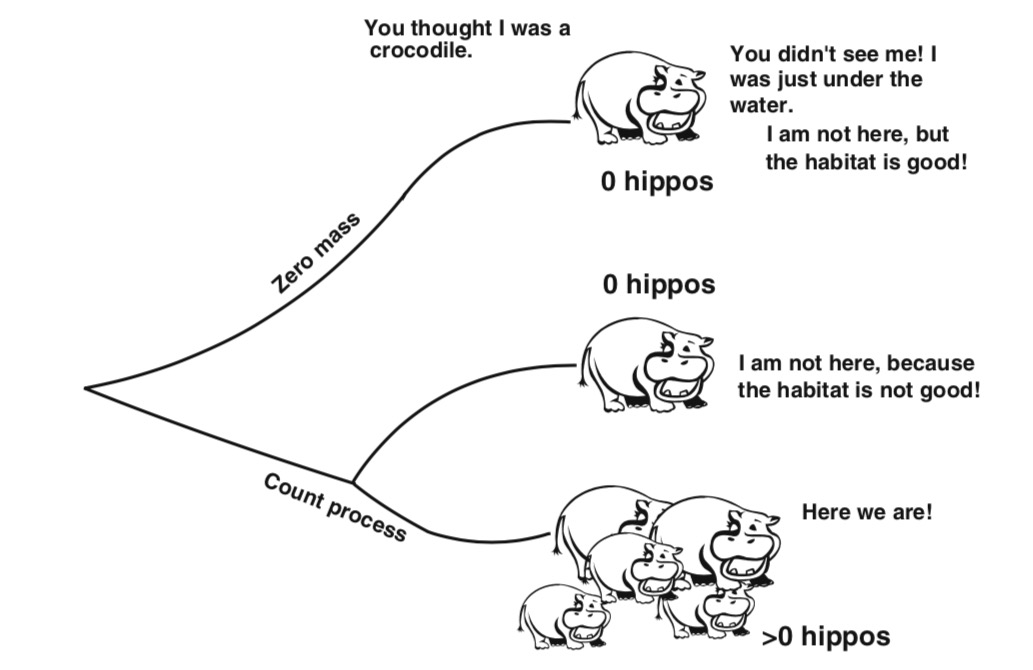 You thought I was a
crocodile.
You didn't see me! I
was just under the
water.
I am not here, but
the habitat is good!
0 hippos
Zero mass
0 hippos
I am not here, because
the habitat is not good!
Count process
Here we are!
>0 hippos